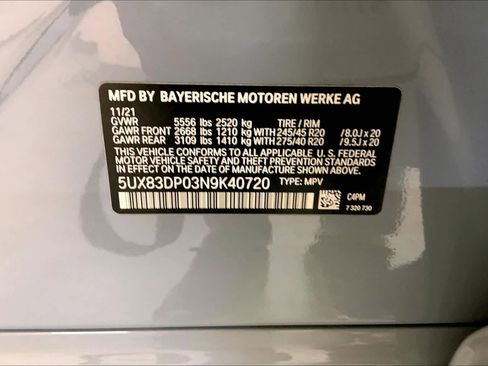 MFD BY BAYERISCHE MOTOREN WERKE AG
11/21
GVWR 5556 lbs 2520 kg TIRE / RIM
GAWR FRONT 2668 lbs 1210 kg WITH 245/45 R20 / 8.0J x 20
GAWR REAR 3109 lbs 1410 kg WITH 275/40 R20 / 9.5J x 20
THIS VEHICLE CONFORMS TO ALL APPLICABLE U. S. FEDERAL
MOTOR VEHICLE SAFETY, BUMPER, AND THEFT PREVENTION
STANDARDS IN EFFECT ON THE DATE OF MANUFACTURE SHOWN ABOVE.
5UX83DP03N9K40720 TYPE: MPV
C4PM
7 320 730